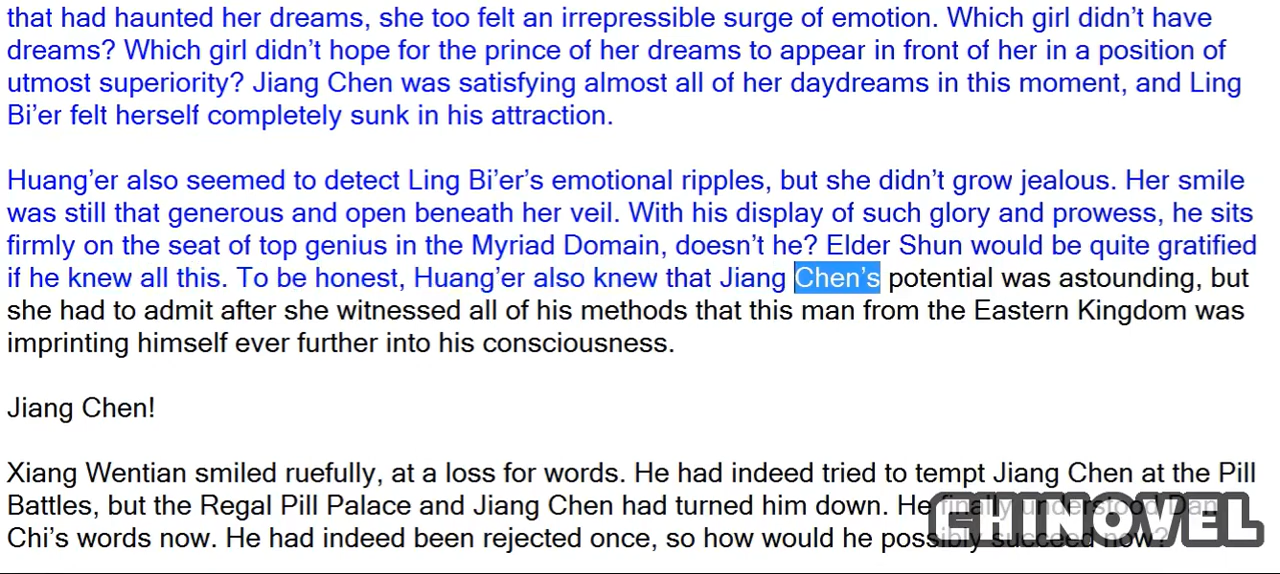 that had haunted her dreams, she too felt an irrepressible surge of emotion. Which girl didn’t have
dreams? Which girl didn’t hope for the prince of her dreams to appear in front of her in a position of
utmost superiority? Jiang Chen was satisfying almost all of her daydreams in this moment, and Ling
Bi’er felt herself completely sunk in his attraction.
Huang’er also seemed to detect Ling Bi’er’s emotional ripples, but she didn’t grow jealous. Her smile
was still that generous and open beneath her veil. With his display of such glory and prowess, he sits
firmly on the seat of top genius in the Myriad Domain, doesn’t he? Elder Shun would be quite gratified
if he knew all this. To be honest, Huang’er also knew that Jiang Chen’s potential was astounding, but
she had to admit after she witnessed all of his methods that this man from the Eastern Kingdom was
imprinting himself ever further into his consciousness.
Jiang Chen!
Xiang Wentian smiled ruefully, at a loss for words. He had indeed tried to tempt Jiang Chen at the Pill
Battles, but the Regal Pill Palace and Jiang Chen had turned him down. He finally understood Dan
Chi’s words now. He had indeed been rejected once, so how would he possibly succeed now?
CHINOVEL